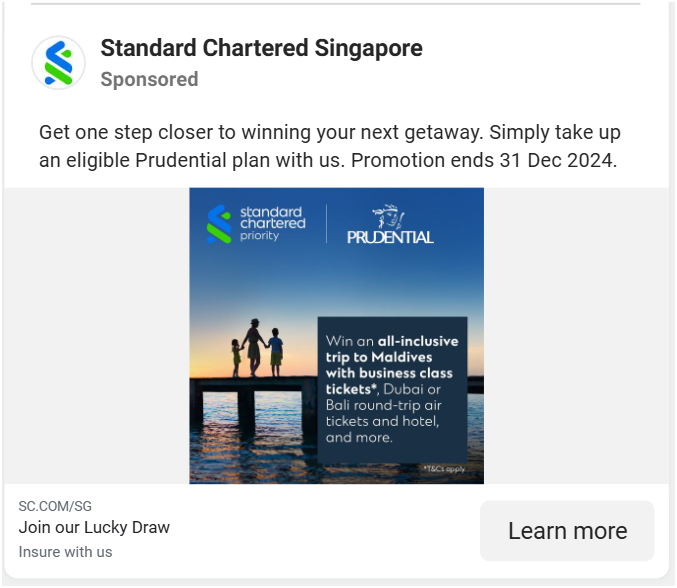 Standard Chartered Singapore
Sponsored
Get one step closer to winning your next getaway. Simply take up
an eligible Prudential plan with us. Promotion ends 31 Dec 2024.
standard
chartered
priority
PRUDENTIAL
Win an all-inclusive
trip to Maldives
with business class
tickets*, Dubai or
Bali round-trip air
tickets and hotel,
and more.
*T&Cs apply
SC.COM/SG
Join our Lucky Draw
Insure with us
Learn more